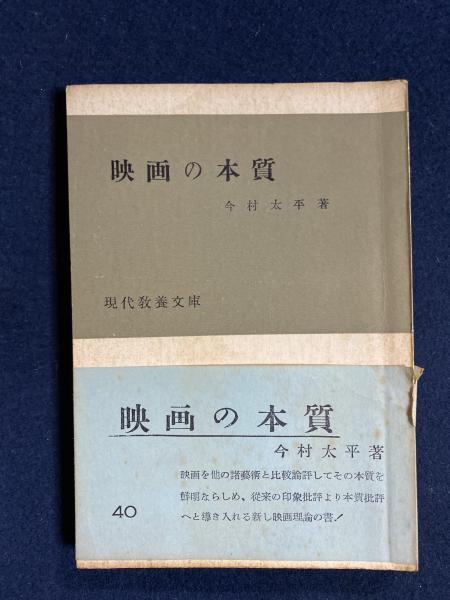 映画の本質
今村太平著
現代教養文庫
映画の本質
今村太平著
映画を他の諸藝術と比較論評してその本質を
鮮明ならしめ、従来の印象批評より本質批評
へと導き入れる新し映画理論の書！
40